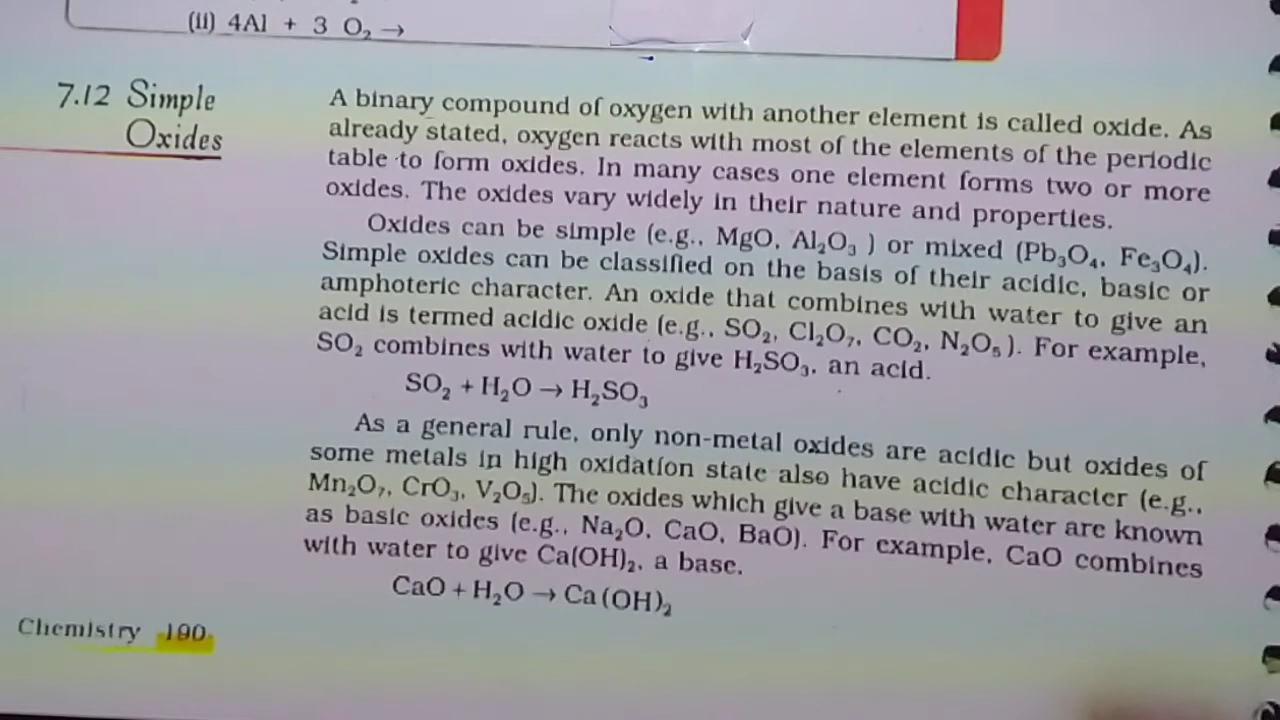 (ii) 4Al + 3 O₂ →
7.12 Simple
Oxides
A binary compound of oxygen with another element is called oxide. As
already stated, oxygen reacts with most of the elements of the periodic
table to form oxides. In many cases one element forms two or more
oxides. The oxides vary widely in their nature and properties.
Oxides can be simple (e.g., MgO, Al₂O₃ ) or mixed (Pb₃O₄, Fe₃O₄).
Simple oxides can be classified on the basis of their acidic, basic or
amphoteric character. An oxide that combines with water to give an
acid is termed acidic oxide (e.g., SO₂, Cl₂O₇, CO₂, N₂O₅ ). For example,
SO₂ combines with water to give H₂SO₃, an acid.
SO₂ + H₂O → H₂SO₃
As a general rule, only non-metal oxides are acidic but oxides of
some metals in high oxidation state also have acidic character (e.g.,
Mn₂O₇, CrO₃, V₂O₅). The oxides which give a base with water are known
as basic oxides (e.g., Na₂O, CaO, BaO). For example, CaO combines
with water to give Ca(OH)₂, a base.
CaO + H₂O → Ca (OH)₂
Chemistry 190